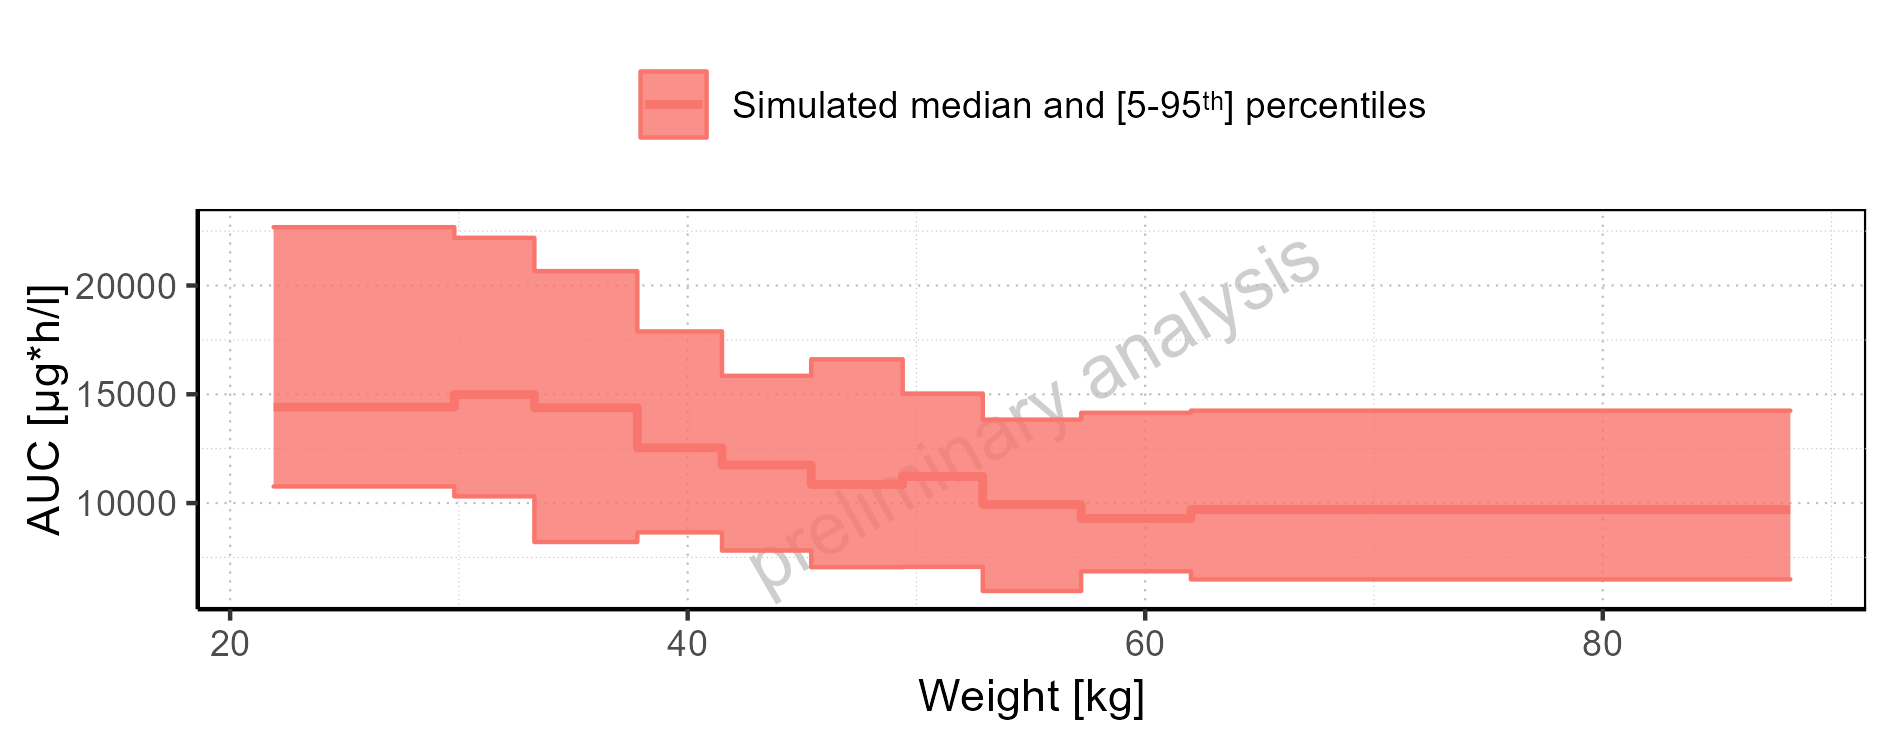 Simulated median and [5-95th] percentiles
AUC [µg*h/l]
20000
15000
10000
preliminary analysis
20 40 60 80
Weight [kg]